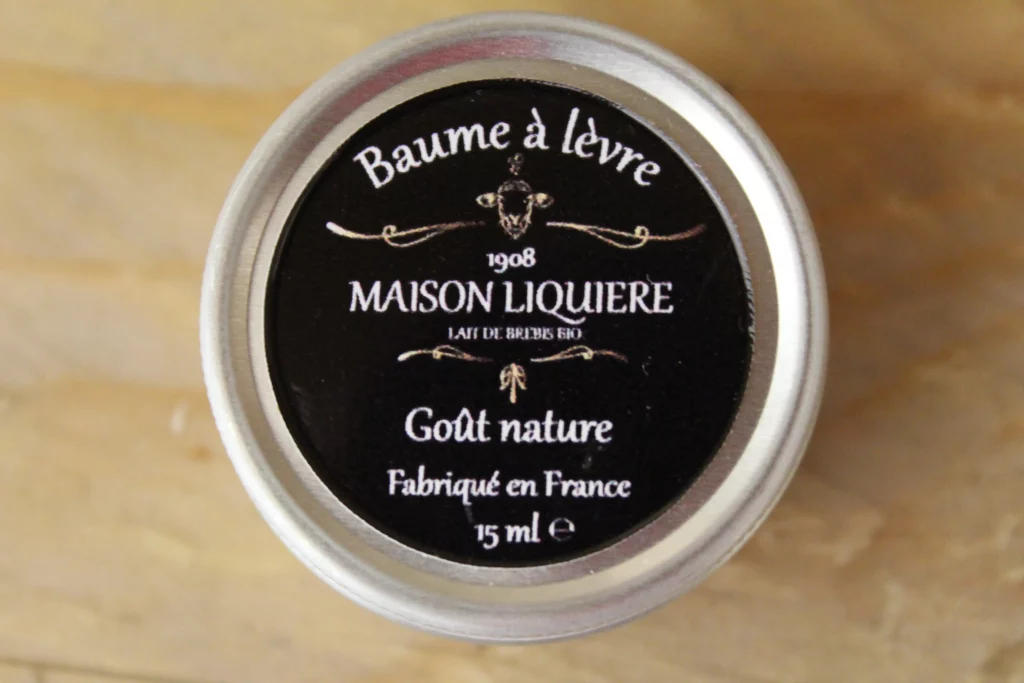 Baume à lèvre
1908
MAISON LIQUIERE
LAIT DE BREBIS BIO
Goût nature
Fabriqué en France
15 ml ℮